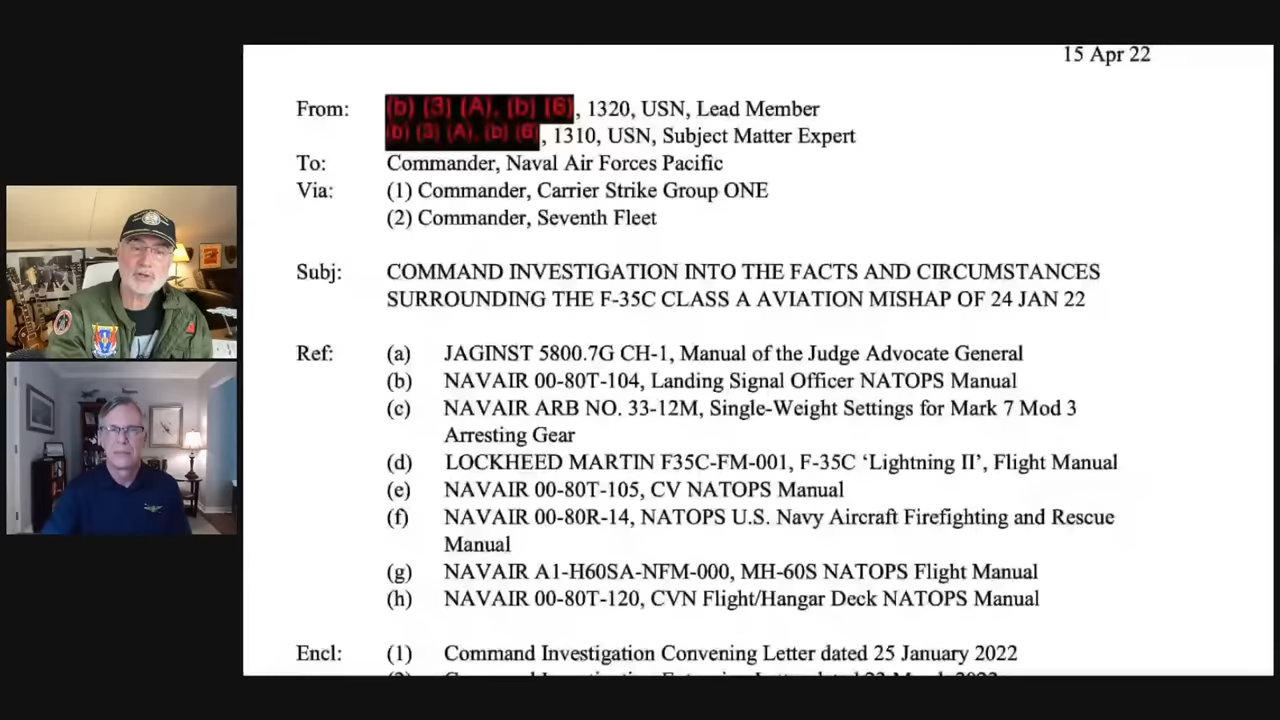 15 Apr 22
From: (b) (3) (A), (b) (6), 1320, USN, Lead Member
(b) (3) (A), (b) (6), 1310, USN, Subject Matter Expert
To: Commander, Naval Air Forces Pacific
Via: (1) Commander, Carrier Strike Group ONE
(2) Commander, Seventh Fleet
Subj: COMMAND INVESTIGATION INTO THE FACTS AND CIRCUMSTANCES
SURROUNDING THE F-35C CLASS A AVIATION MISHAP OF 24 JAN 22
Ref: (a) JAGINST 5800.7G CH-1, Manual of the Judge Advocate General
(b) NAVAIR 00-80T-104, Landing Signal Officer NATOPS Manual
(c) NAVAIR ARB NO. 33-12M, Single-Weight Settings for Mark 7 Mod 3
Arresting Gear
(d) LOCKHEED MARTIN F35C-FM-001, F-35C ‘Lightning II’, Flight Manual
(e) NAVAIR 00-80T-105, CV NATOPS Manual
(f) NAVAIR 00-80R-14, NATOPS U.S. Navy Aircraft Firefighting and Rescue
Manual
(g) NAVAIR A1-H60SA-NFM-000, MH-60S NATOPS Flight Manual
(h) NAVAIR 00-80T-120, CVN Flight/Hangar Deck NATOPS Manual
Encl: (1) Command Investigation Convening Letter dated 25 January 2022